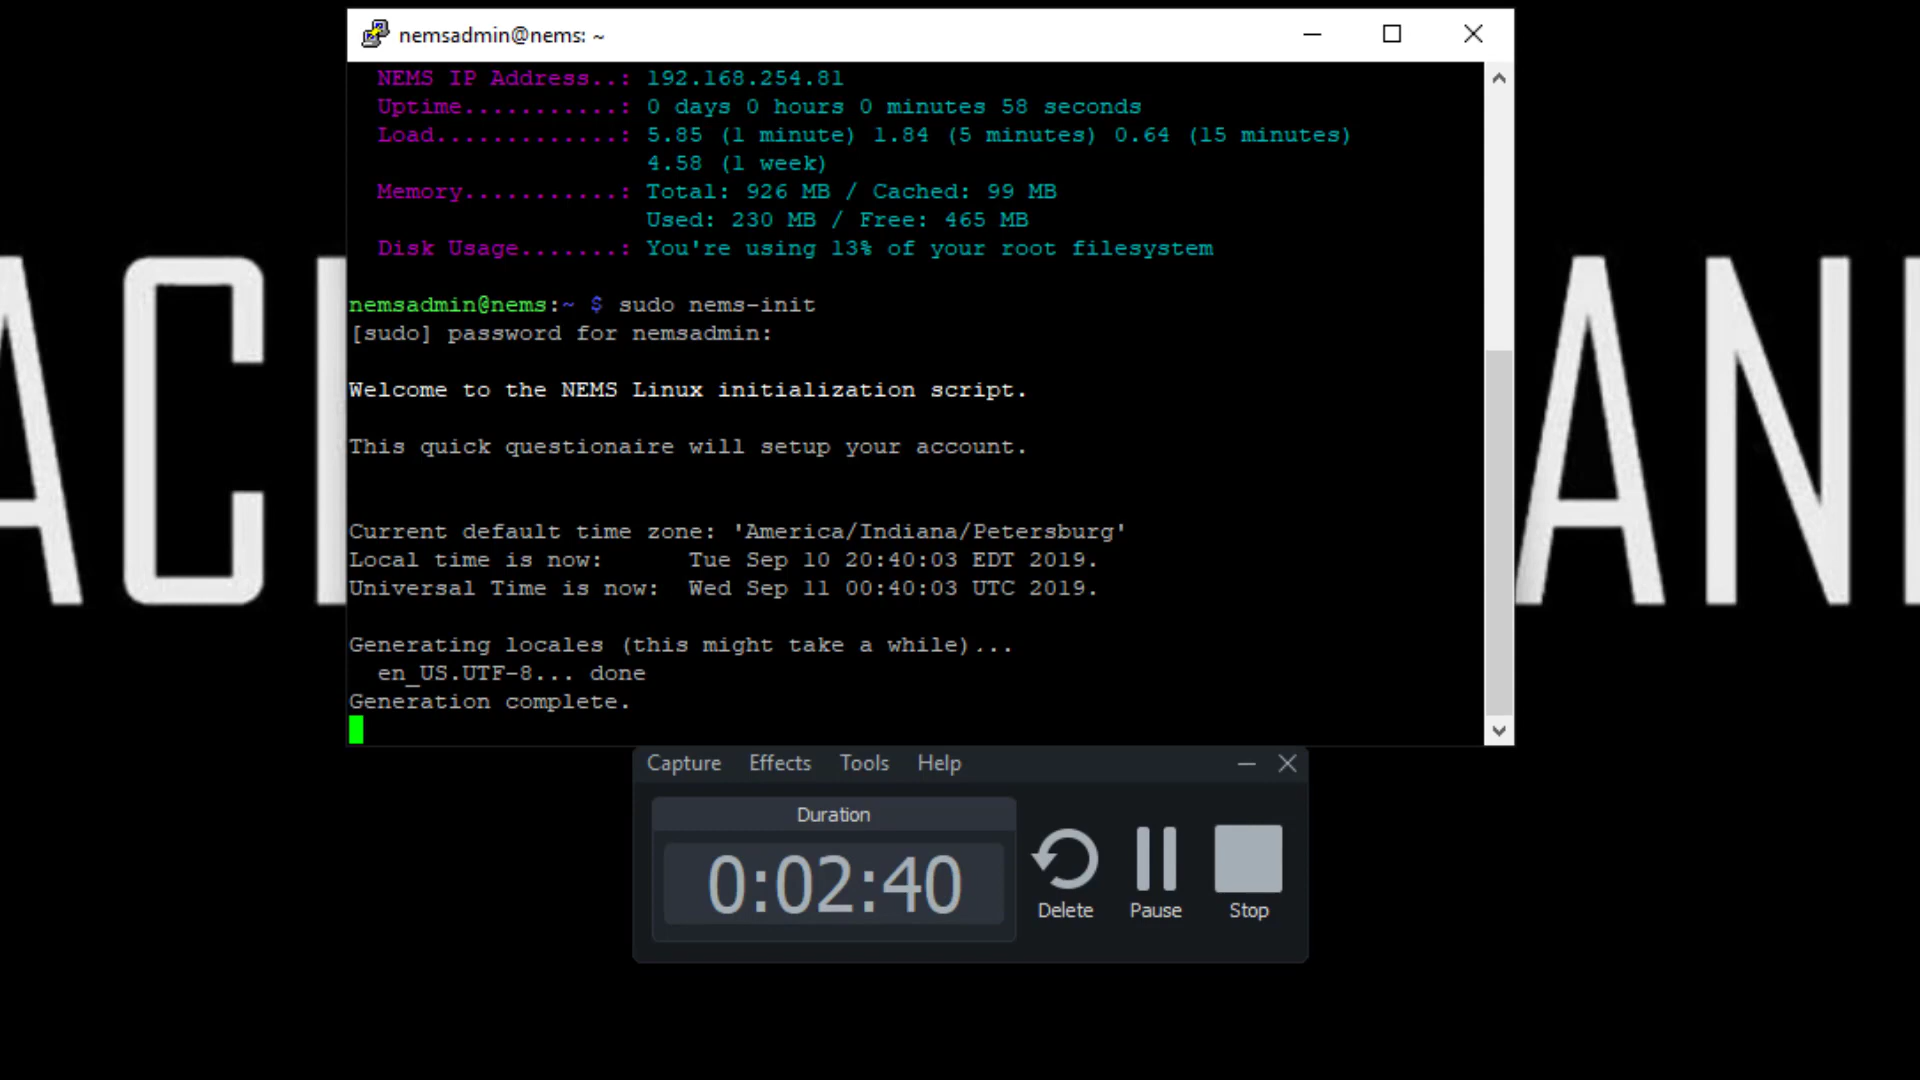 nemsadmin@nems: ~
NEMS IP Address..: 192.168.254.81
Uptime...........: 0 days 0 hours 0 minutes 58 seconds
Load.............: 5.85 (1 minute) 1.84 (5 minutes) 0.64 (15 minutes)
4.58 (1 week)
Memory...........: Total: 926 MB / Cached: 99 MB
Used: 230 MB / Free: 465 MB
Disk Usage.......: You're using 13% of your root filesystem
nemsadmin@nems:~ $ sudo nems-init
[sudo] password for nemsadmin:
Welcome to the NEMS Linux initialization script.
This quick questionaire will setup your account.
Current default time zone: 'America/Indiana/Petersburg'
Local time is now:      Tue Sep 10 20:40:03 EDT 2019.
Universal Time is now:  Wed Sep 11 00:40:03 UTC 2019.
Generating locales (this might take a while)...
en_US.UTF-8... done
Generation complete.
Capture Effects Tools Help
Duration
0:02:40
Delete Pause Stop